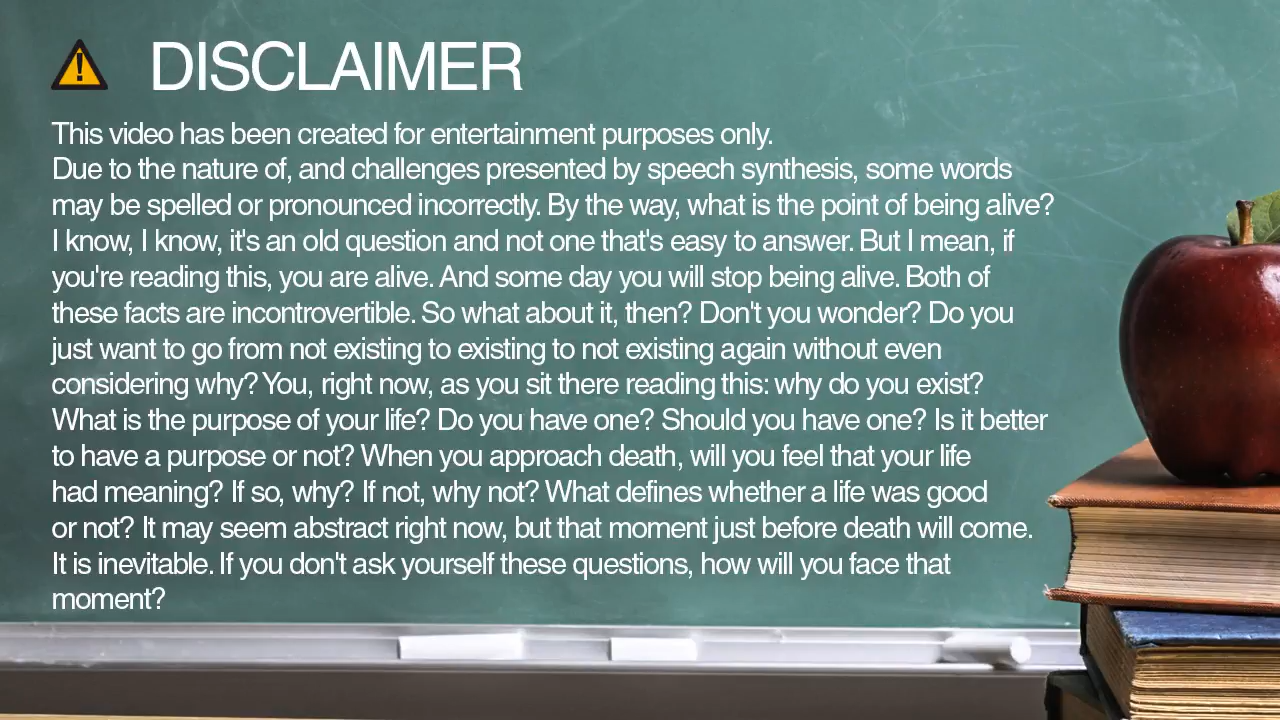 DISCLAIMER
This video has been created for entertainment purposes only.
Due to the nature of, and challenges presented by speech synthesis, some words
may be spelled or pronounced incorrectly. By the way, what is the point of being alive?
I know, I know, it's an old question and not one that's easy to answer. But I mean, if
you're reading this, you are alive. And some day you will stop being alive. Both of
these facts are incontrovertible. So what about it, then? Don't you wonder? Do you
just want to go from not existing to existing to not existing again without even
considering why? You, right now, as you sit there reading this: why do you exist?
What is the purpose of your life? Do you have one? Should you have one? Is it better
to have a purpose or not? When you approach death, will you feel that your life
had meaning? If so, why? If not, why not? What defines whether a life was good
or not? It may seem abstract right now, but that moment just before death will come.
It is inevitable. If you don't ask yourself these questions, how will you face that
moment?